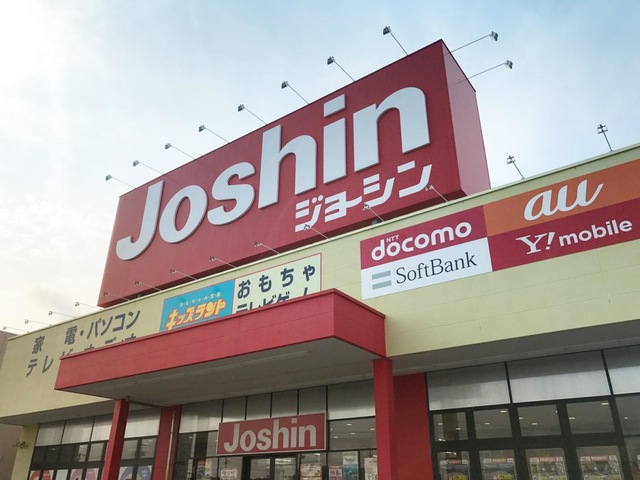 Joshin
ジョーシン
NTT
docomo
SoftBank
au
Y! mobile
家電・パソコン
キッズランド
おもちゃ
Joshin